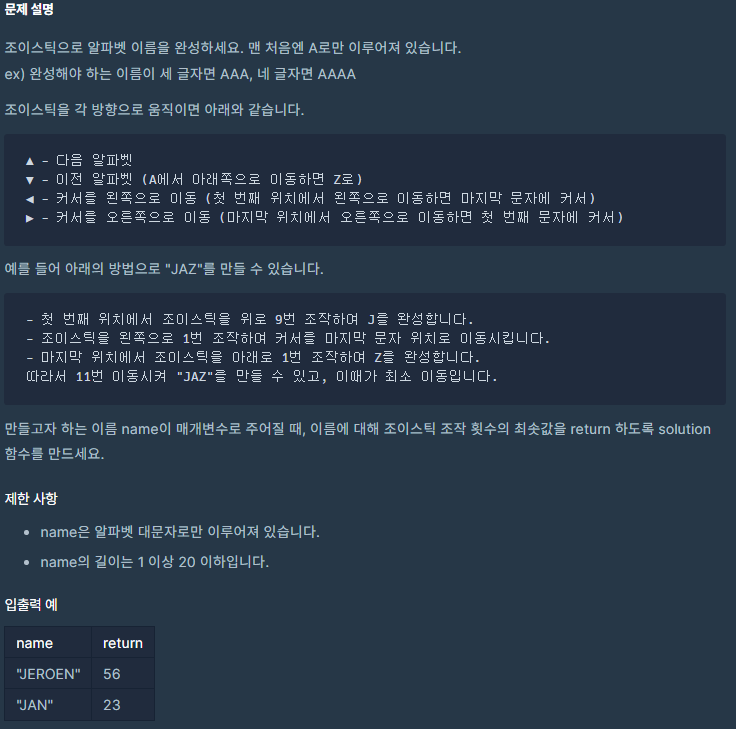 문제 설명
조이스틱으로 알파벳 이름을 완성하세요. 맨 처음엔 A로만 이루어져 있습니다.
ex) 완성해야 하는 이름이 세 글자면 AAA, 네 글자면 AAAA
조이스틱을 각 방향으로 움직이면 아래와 같습니다.
▲ - 다음 알파벳
▼ - 이전 알파벳 (A에서 아래쪽으로 이동하면 Z로)
◀ - 커서를 왼쪽으로 이동 (첫 번째 위치에서 왼쪽으로 이동하면 마지막 문자에 커서)
▶ - 커서를 오른쪽으로 이동 (마지막 위치에서 오른쪽으로 이동하면 첫 번째 문자에 커서)
예를 들어 아래의 방법으로 "JAZ"를 만들 수 있습니다.
- 첫 번째 위치에서 조이스틱을 위로 9번 조작하여 J를 완성합니다.
- 조이스틱을 왼쪽으로 1번 조작하여 커서를 마지막 문자 위치로 이동시킵니다.
- 마지막 위치에서 조이스틱을 아래로 1번 조작하여 Z를 완성합니다.
따라서 11번 이동시켜 "JAZ"를 만들 수 있고, 이때가 최소 이동입니다.
만들고자 하는 이름 name이 매개변수로 주어질 때, 이름에 대해 조이스틱 조작 횟수의 최솟값을 return 하도록 solution
함수를 만드세요.
제한 사항
• name은 알파벳 대문자로만 이루어져 있습니다.
• name의 길이는 1 이상 20 이하입니다.
입출력 예
name return
"JEROEN" 56
"JAN" 23